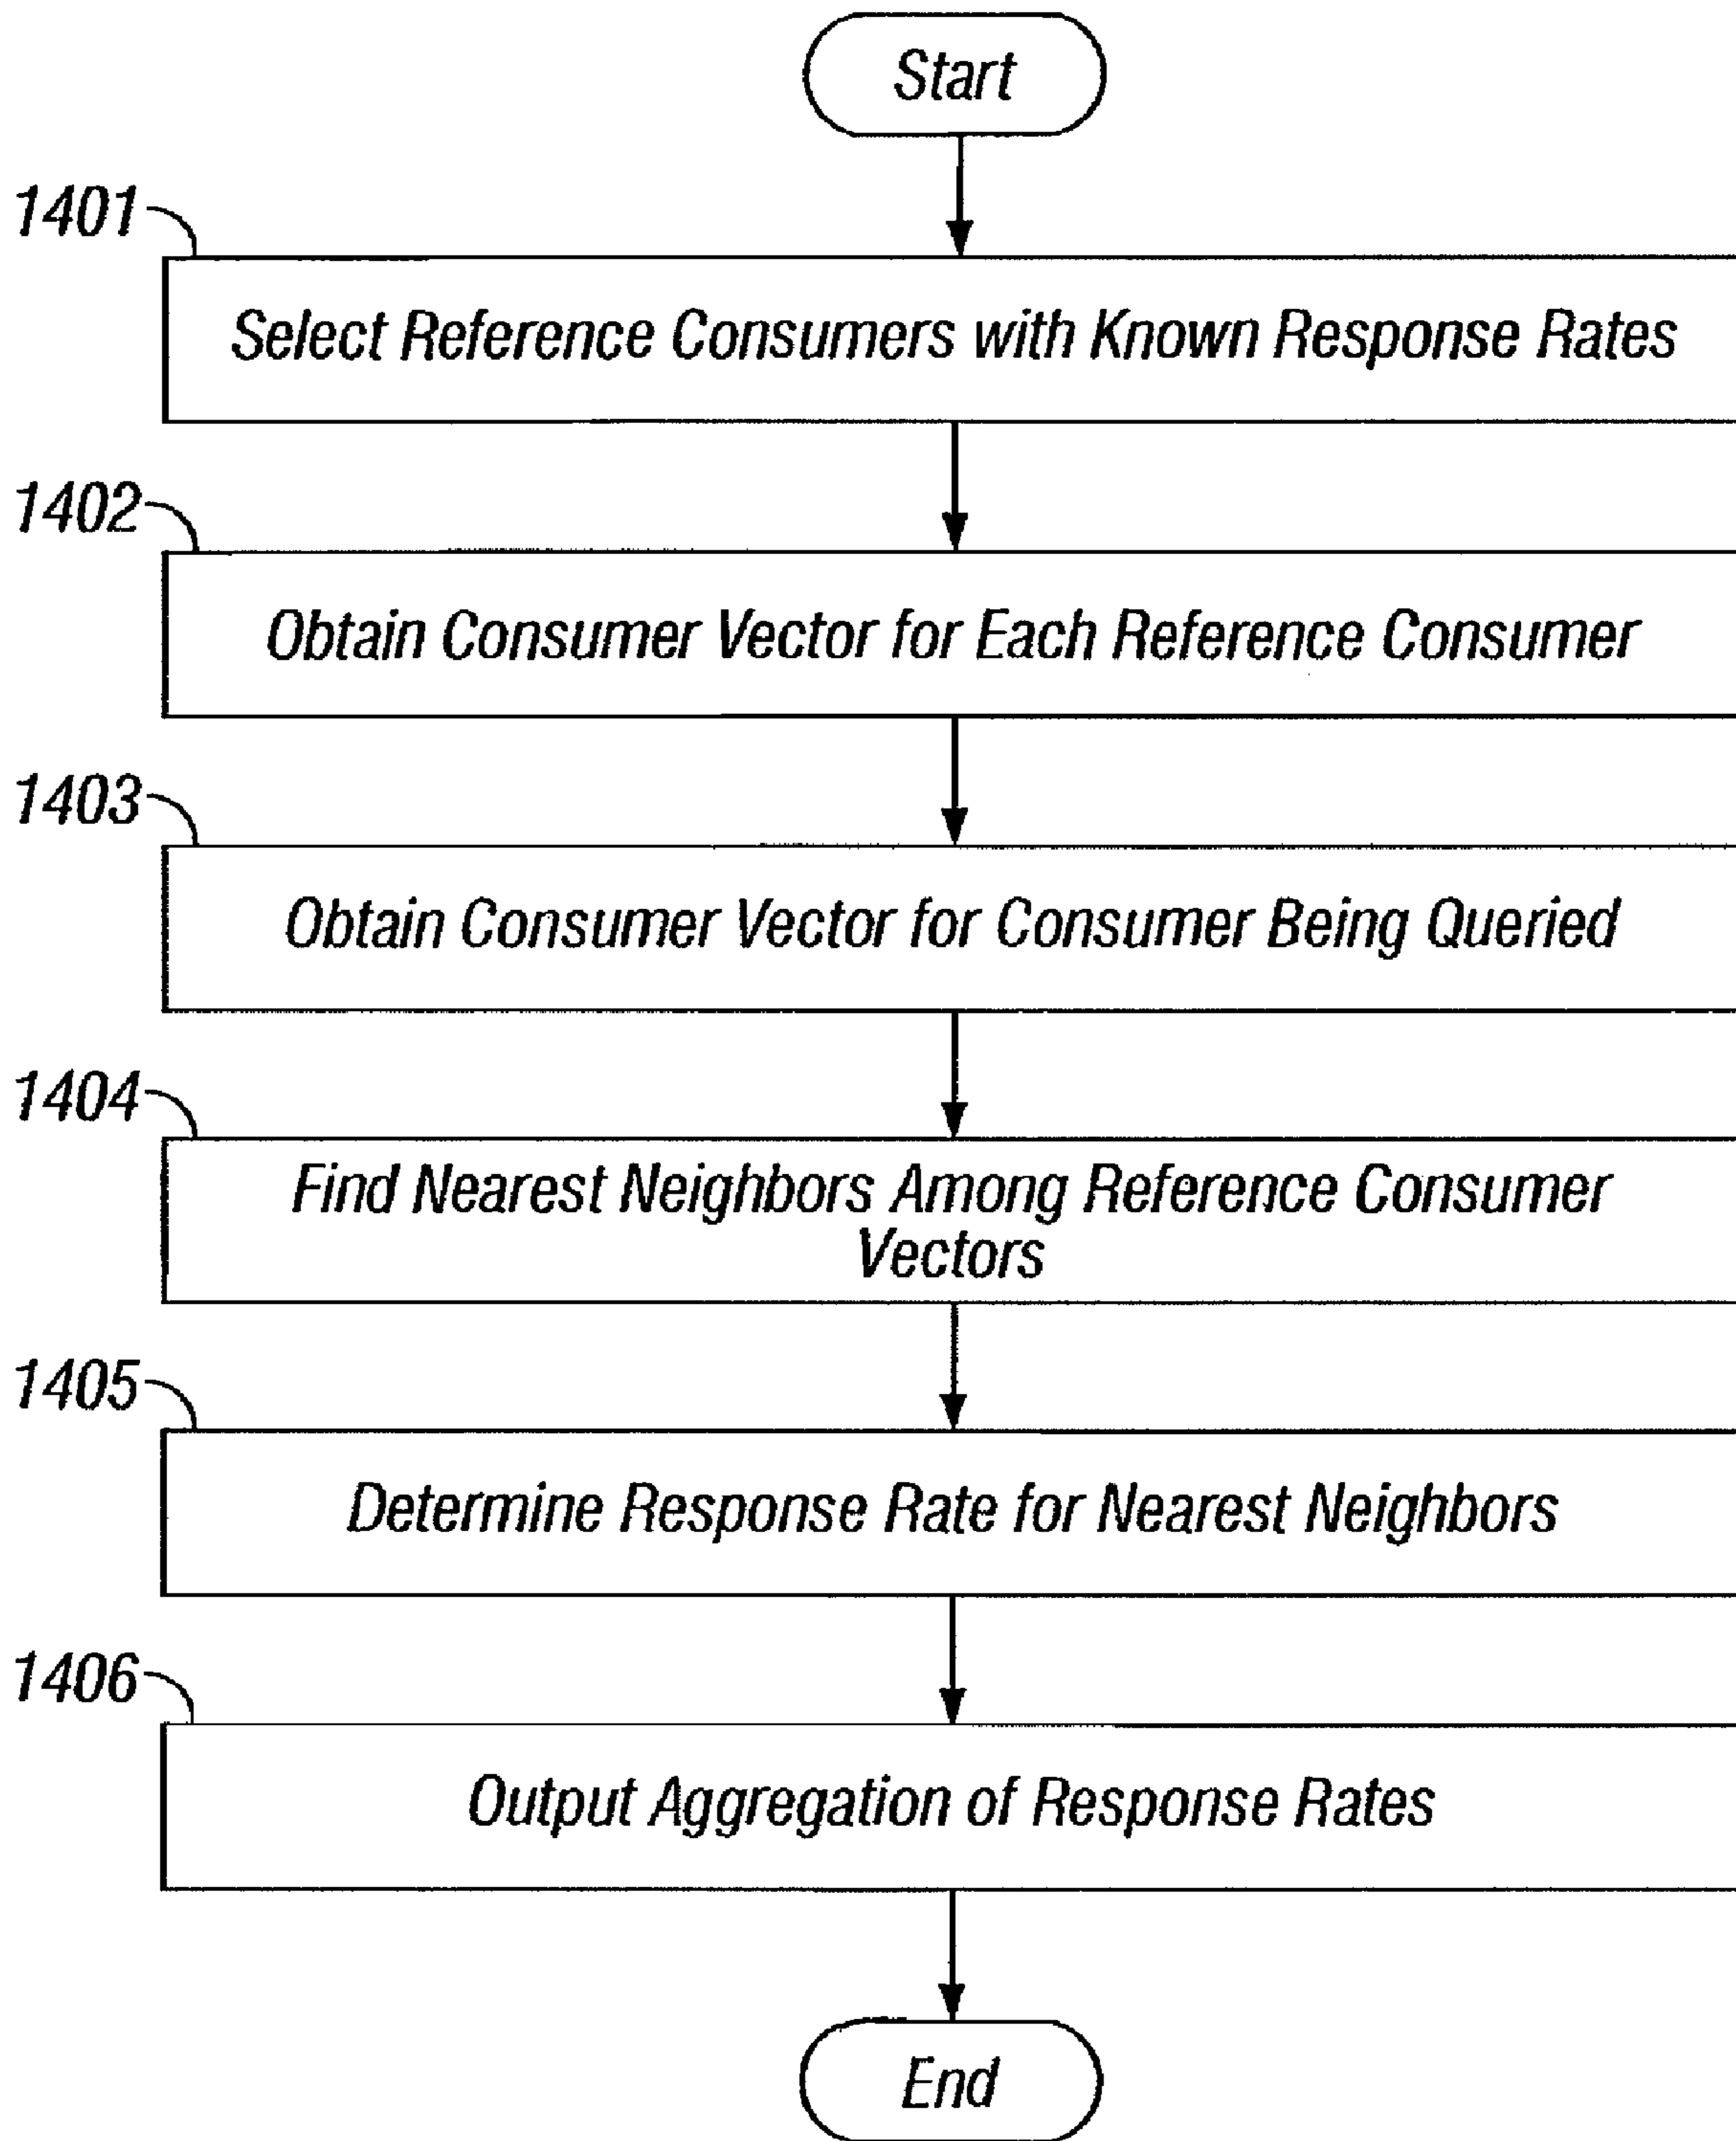 Start
1401
Select Reference Consumers with Known Response Rates
1402
Obtain Consumer Vector for Each Reference Consumer
1403
Obtain Consumer Vector for Consumer Being Queried
1404
Find Nearest Neighbors Among Reference Consumer
Vectors
1405
Determine Response Rate for Nearest Neighbors
1406
Output Aggregation of Response Rates
End